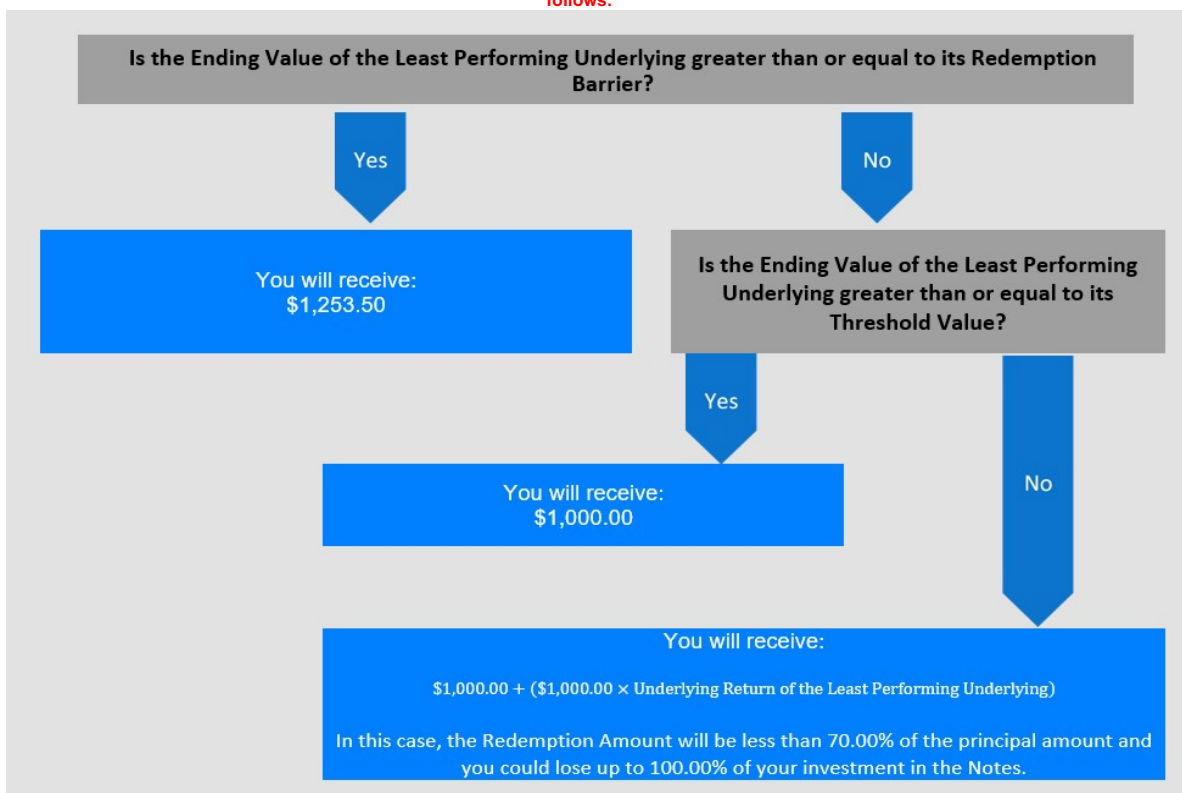 follows:
Is the Ending Value of the Least Performing Underlying greater than or equal to its Redemption
Barrier?
Yes
No
You will receive:
$1,253.50
Is the Ending Value of the Least Performing
Underlying greater than or equal to its
Threshold Value?
Yes
No
You will receive:
$1,000.00
You will receive:
$1,000.00 + ($1,000.00 × Underlying Return of the Least Performing Underlying)
In this case, the Redemption Amount will be less than 70.00% of the principal amount and
you could lose up to 100.00% of your investment in the Notes.